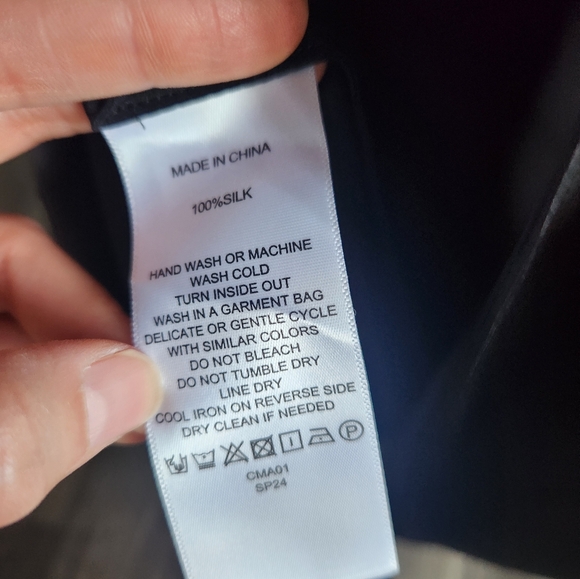 MADE IN CHINA
100%SILK
HAND WASH OR MACHINE
WASH COLD
TURN INSIDE OUT
WASH IN A GARMENT BAG
DELICATE OR GENTLE CYCLE
WITH SIMILAR COLORS
DO NOT BLEACH
DO NOT TUMBLE DRY
LINE DRY
COOL IRON ON REVERSE SIDE
DRY CLEAN IF NEEDED
P
CMA01
SP24